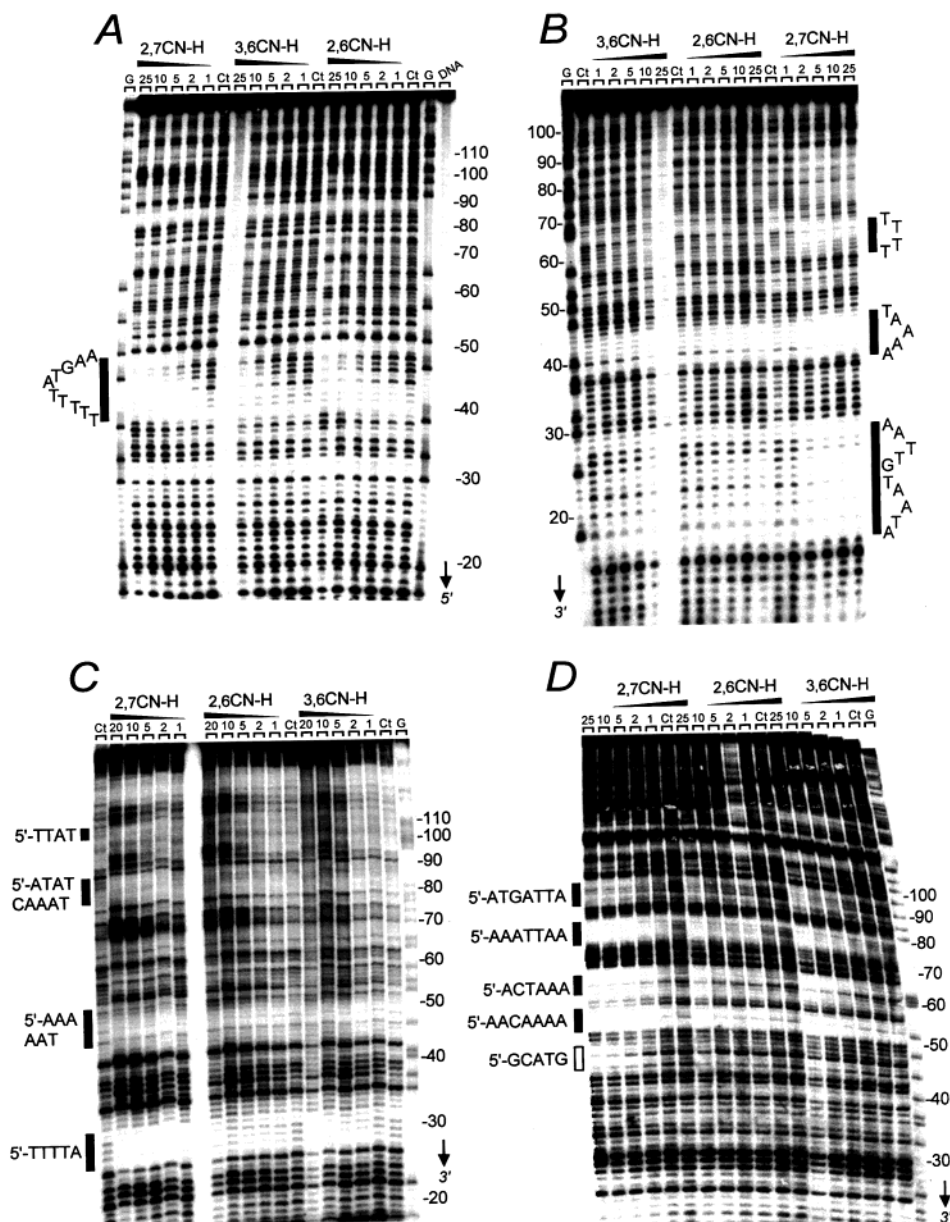 A
2,7CN-H 3,6CN-H 2,6CN-H
G 25 10 5 2 1 Ct 25 10 5 2 1 Ct 25 10 5 2 1 Ct G DNA
-110
-100
-90
-80
-70
-60
-50
-40
-30
-20
5'
ATGAA
TTTTT
B
3,6CN-H 2,6CN-H 2,7CN-H
G Ct 1 2 5 10 25 Ct 1 2 5 10 25 Ct 1 2 5 10 25
100-
90-
80-
70-
60-
50-
40-
30-
20-
3'
T
T
T
T
T
A
A
A
A
A
A
T
T
T
G
T
A
A
T
A
C
2,7CN-H 2,6CN-H 3,6CN-H
Ct 20 10 5 2 1 20 10 5 2 1 Ct 20 10 5 2 1 Ct G
5'-TTAT
5'-ATAT
CAAAT
5'-AAA
AAT
5'-TTTTA
-110
-100
-90
-80
-70
-60
-50
-40
-30
3'
-20
D
2,7CN-H 2,6CN-H 3,6CN-H
25 10 5 2 1 Ct 25 10 5 2 1 Ct 25 10 5 2 1 Ct G
5'-ATGATTA
5'-AAATTAA
5'-ACTAAA
5'-AACAAAA
5'-GCATG
-100
-90
-80
-70
-60
-50
-40
-30
3'